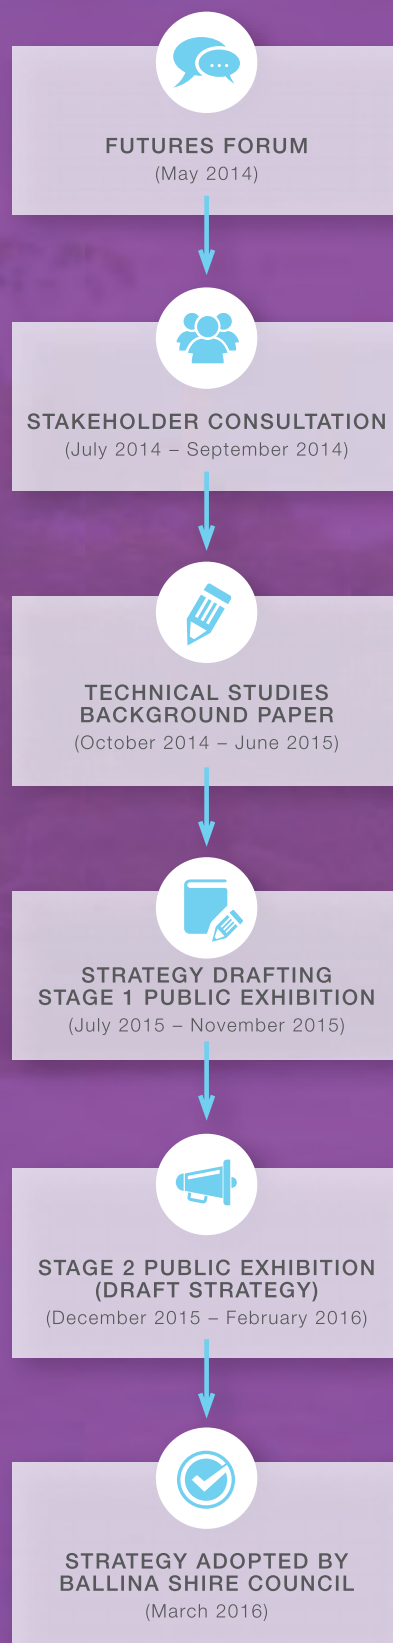 FUTURES FORUM
(May 2014)
STAKEHOLDER CONSULTATION
(July 2014 – September 2014)
TECHNICAL STUDIES
BACKGROUND PAPER
(October 2014 – June 2015)
STRATEGY DRAFTING
STAGE 1 PUBLIC EXHIBITION
(July 2015 – November 2015)
STAGE 2 PUBLIC EXHIBITION
(DRAFT STRATEGY)
(December 2015 – February 2016)
STRATEGY ADOPTED BY
BALLINA SHIRE COUNCIL
(March 2016)